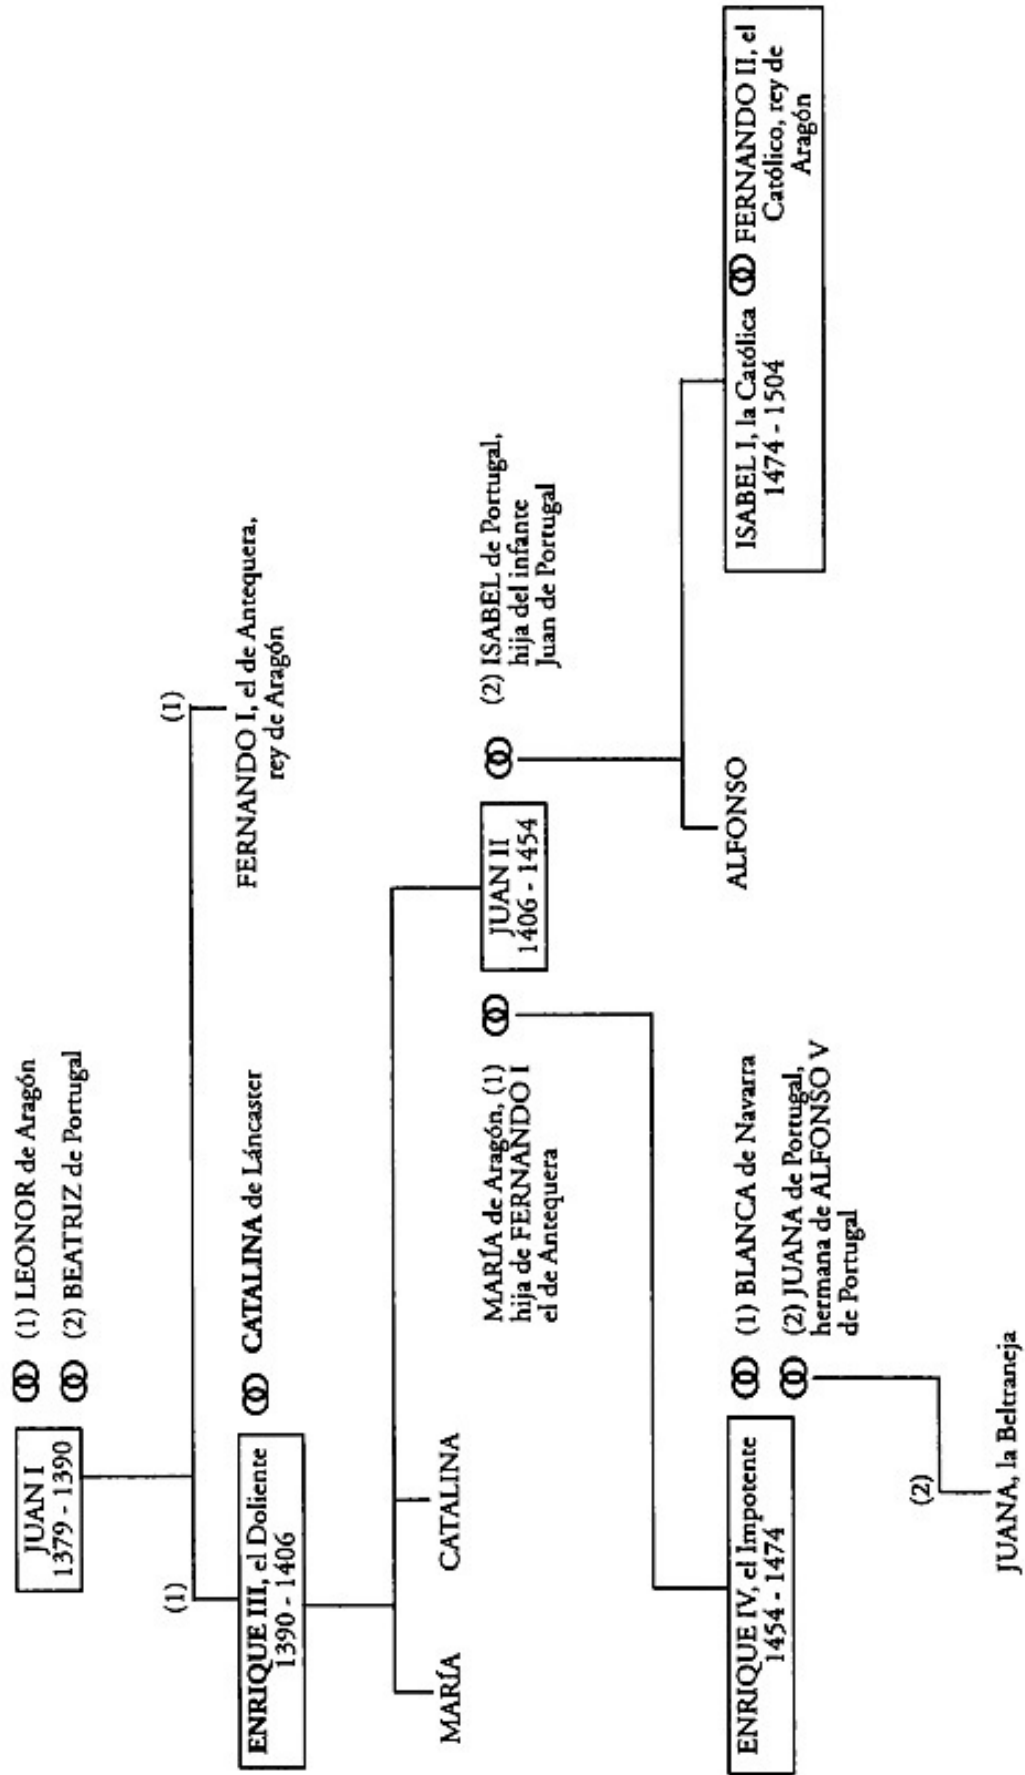 JUAN I
1379 - 1390
(1) LEONOR de Aragón
(2) BEATRIZ de Portugal
(1)
(1)
ENRIQUE III, el Doliente
1390 - 1406
CATALINA de Láncaster
FERNANDO I, el de Antequera,
rey de Aragón
MARÍA
CATALINA
MARÍA de Aragón, (1)
hija de FERNANDO I
el de Antequera
JUAN II
1406 - 1454
(2) ISABEL de Portugal,
hija del infante
Juan de Portugal
ENRIQUE IV, el Impotente
1454 - 1474
(1) BLANCA de Navarra
(2) JUANA de Portugal,
hermana de ALFONSO V
de Portugal
ALFONSO
ISABEL I, la Católica
1474 - 1504
FERNANDO II, el
Católico, rey de
Aragón
(2)
JUANA, la Beltraneja